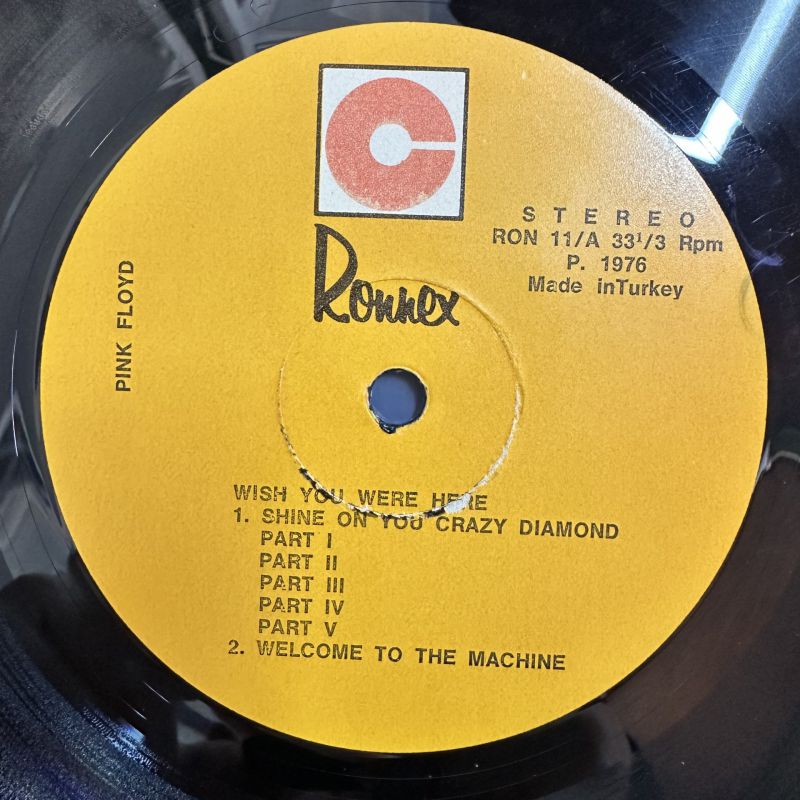 STEREO
RON 11/A 33¹/3 Rpm
P. 1976
Made inTurkey
Ronnex
PINK FLOYD
WISH YOU WERE HERE
1. SHINE ON YOU CRAZY DIAMOND
PART I
PART II
PART III
PART IV
PART V
2. WELCOME TO THE MACHINE